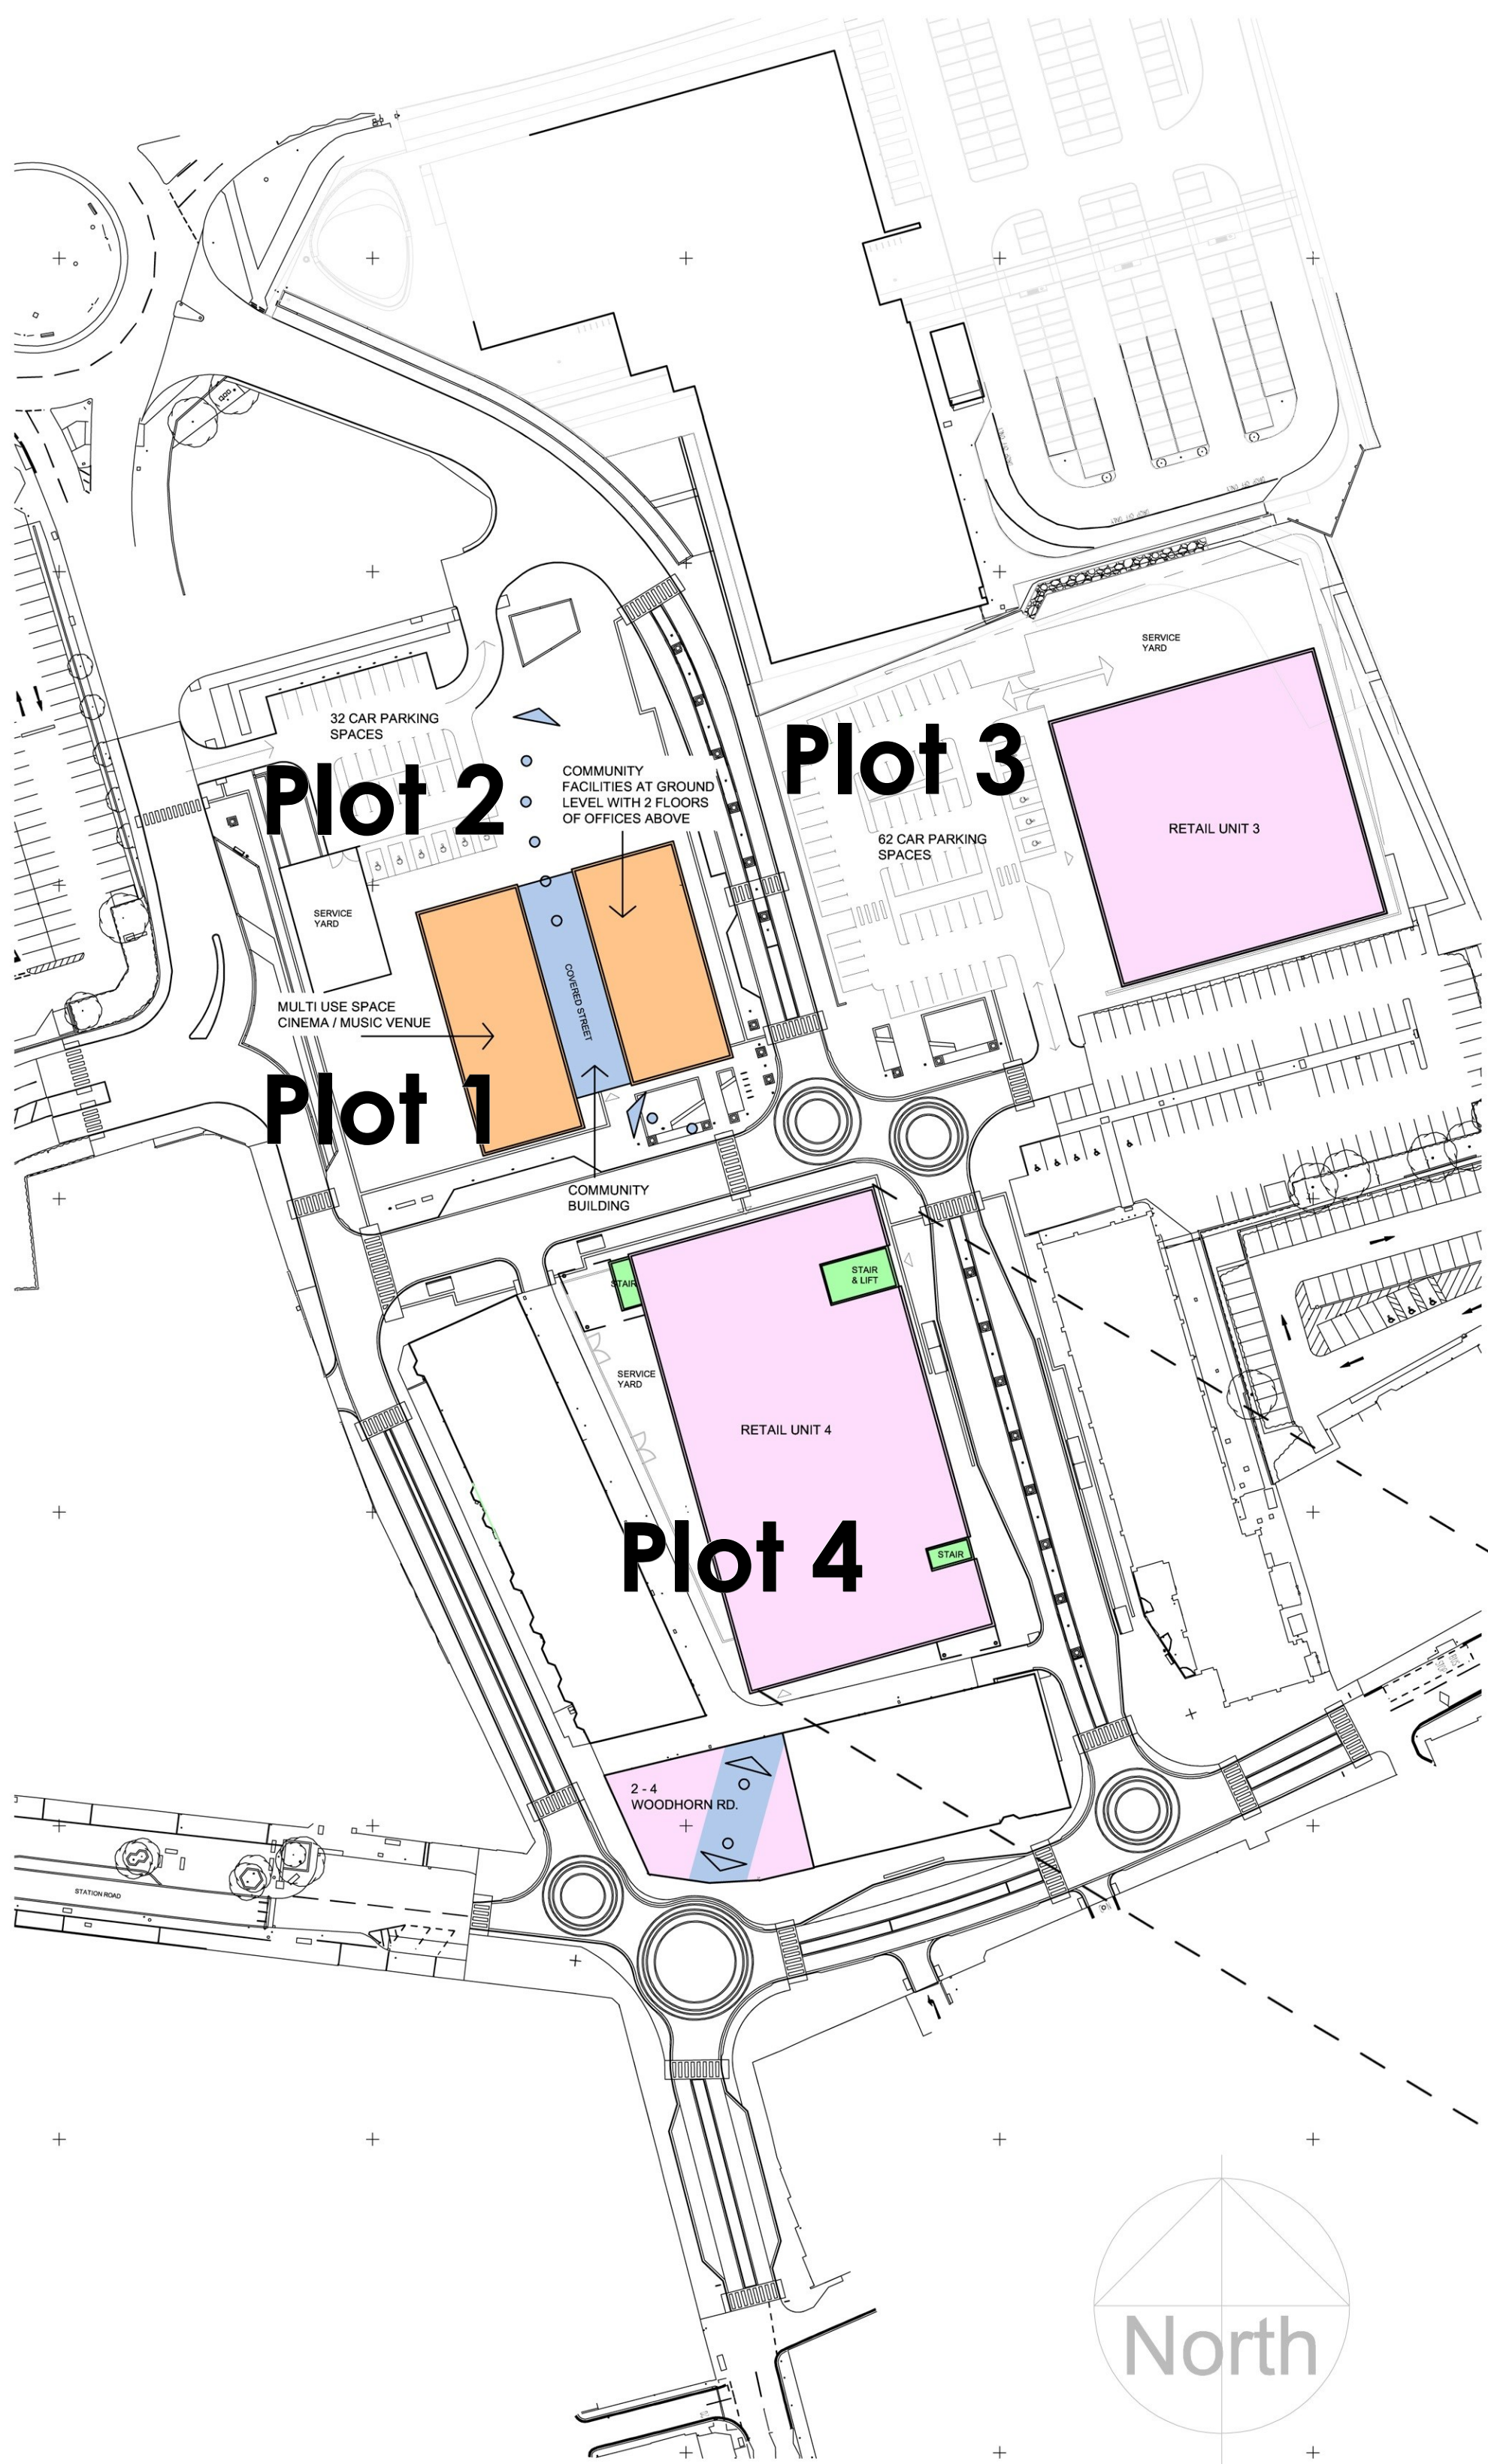 SERVICE
YARD
32 CAR PARKING
SPACES
Plot 2
COMMUNITY
FACILITIES AT GROUND
LEVEL WITH 2 FLOORS
OF OFFICES ABOVE
Plot 3
62 CAR PARKING
SPACES
RETAIL UNIT 3
SERVICE
YARD
COVERED STREET
MULTI USE SPACE
CINEMA / MUSIC VENUE
Plot 1
COMMUNITY
BUILDING
STAIR
STAIR
& LIFT
SERVICE
YARD
RETAIL UNIT 4
Plot 4
STAIR
2 - 4
WOODHORN RD.
STATION ROAD
North